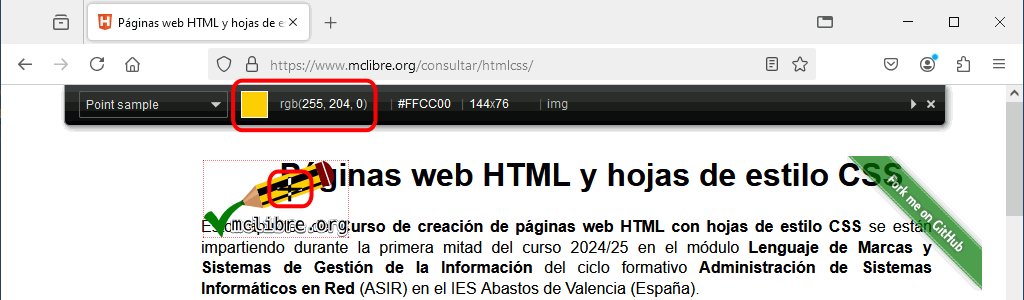 Páginas web HTML y hojas de e
https://www.mclibre.org/consultar/htmlcss/
Point sample rgb(255, 204, 0) | #FFCC00 | 144x76 | img
Páginas web HTML y hojas de estilo CSS
Fork me on GitHub
mclibre.org
Curso de creación de páginas web HTML con hojas de estilo CSS se están
impartiendo durante la primera mitad del curso 2024/25 en el módulo Lenguaje de Marcas y
Sistemas de Gestión de la Información del ciclo formativo Administración de Sistemas
Informáticos en Red (ASIR) en el IES Abastos de Valencia (España).